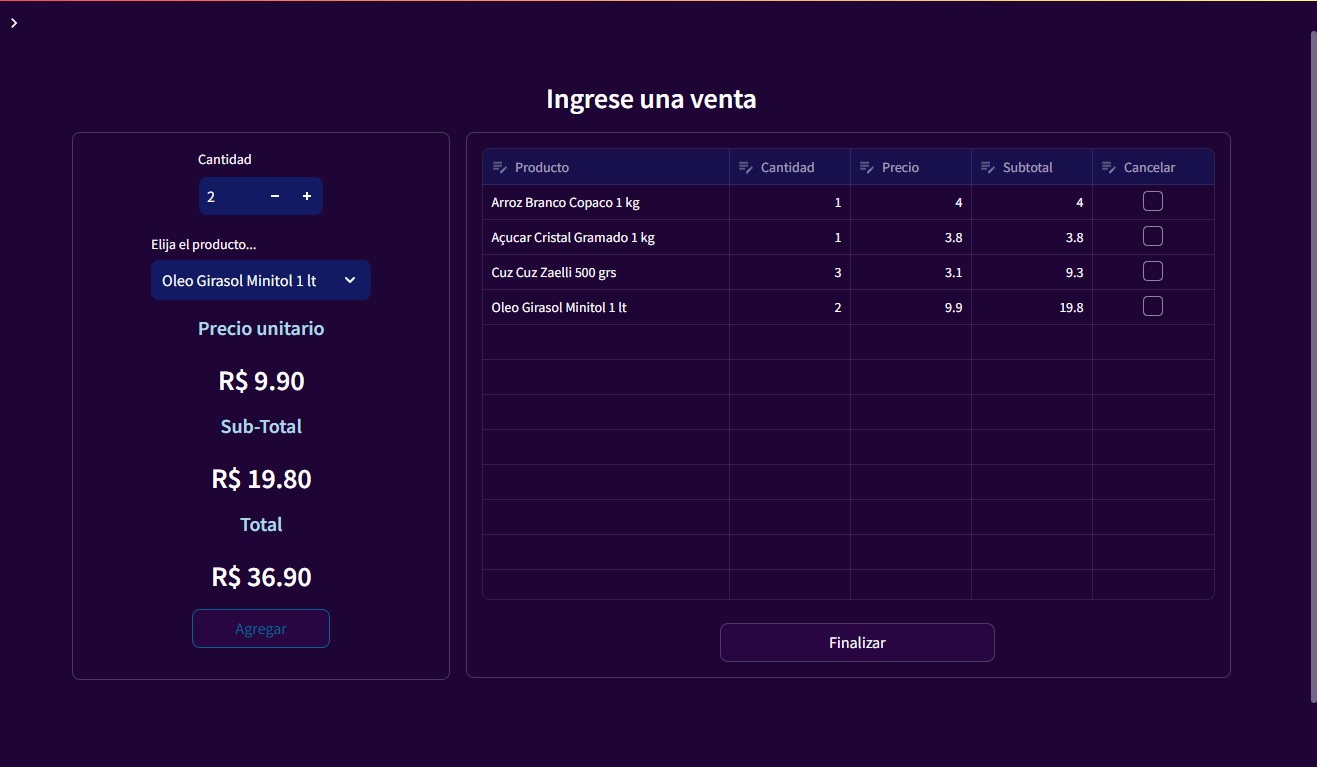 Ingrese una venta
Cantidad
2
Elija el producto...
Oleo Girasol Minitol 1 lt
Precio unitario
R$ 9.90
Sub-Total
R$ 19.80
Total
R$ 36.90
Agregar
Producto Cantidad Precio Subtotal Cancelar
Arroz Branco Copaco 1 kg 1 4 4
Açucar Cristal Gramado 1 kg 1 3.8 3.8
Cuz Cuz Zaelli 500 grs 3 3.1 9.3
Oleo Girasol Minitol 1 lt 2 9.9 19.8
Finalizar